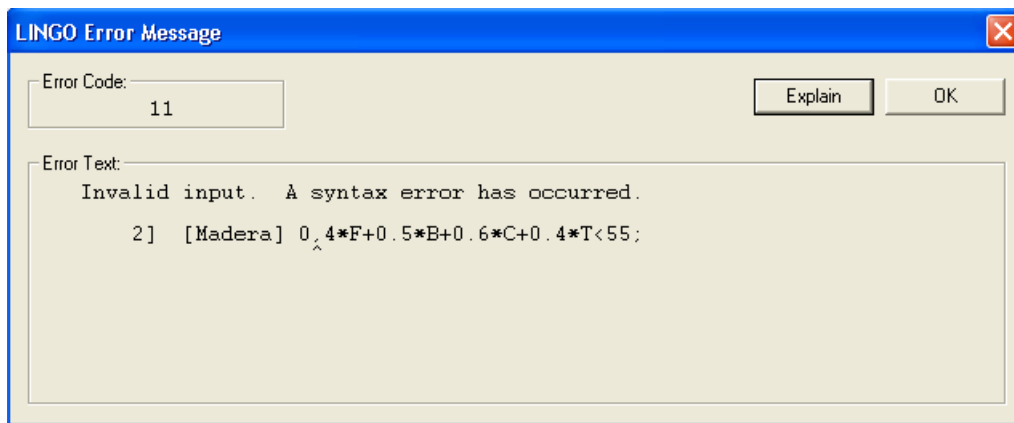 LINGO Error Message
Error Code:
11
Explain
OK
Error Text:
Invalid input. A syntax error has occurred.
2] [Madera] 0,4*F+0.5*B+0.6*C+0.4*T<55;
^